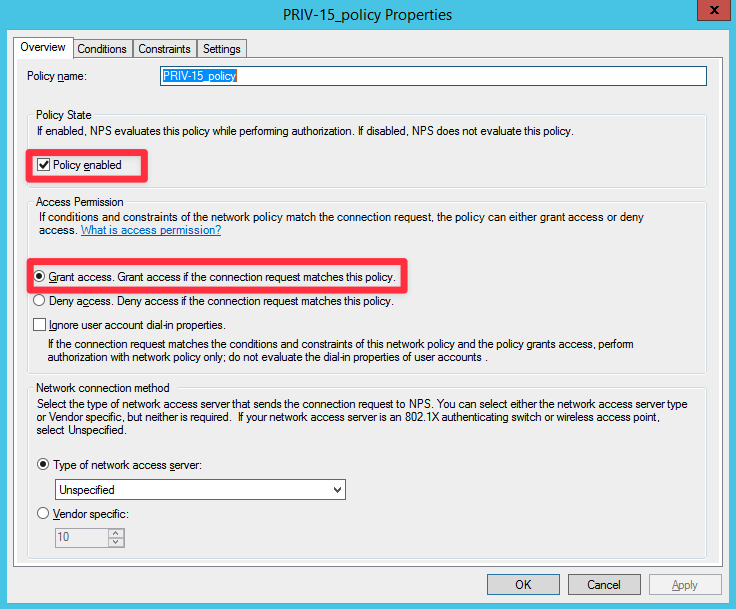 PRIV-15_policy Properties
x
Overview
Conditions
Constraints
Settings
Policy name:
PRIV-15_policy
Policy State
If enabled, NPS evaluates this policy while performing authorization. If disabled, NPS does not evaluate this policy.
Policy enabled
Access Permission
If conditions and constraints of the network policy match the connection request, the policy can either grant access or deny
access. What is access permission?
Grant access. Grant access if the connection request matches this policy.
Deny access. Deny access if the connection request matches this policy.
Ignore user account dial-in properties.
If the connection request matches the conditions and constraints of this network policy and the policy grants access, perform
authorization with network policy only; do not evaluate the dial-in properties of user accounts .
Network connection method
Select the type of network access server that sends the connection request to NPS. You can select either the network access server type
or Vendor specific, but neither is required.  If your network access server is an 802.1X authenticating switch or wireless access point,
select Unspecified.
Type of network access server:
Unspecified
Vendor specific:
10
OK
Cancel
Apply